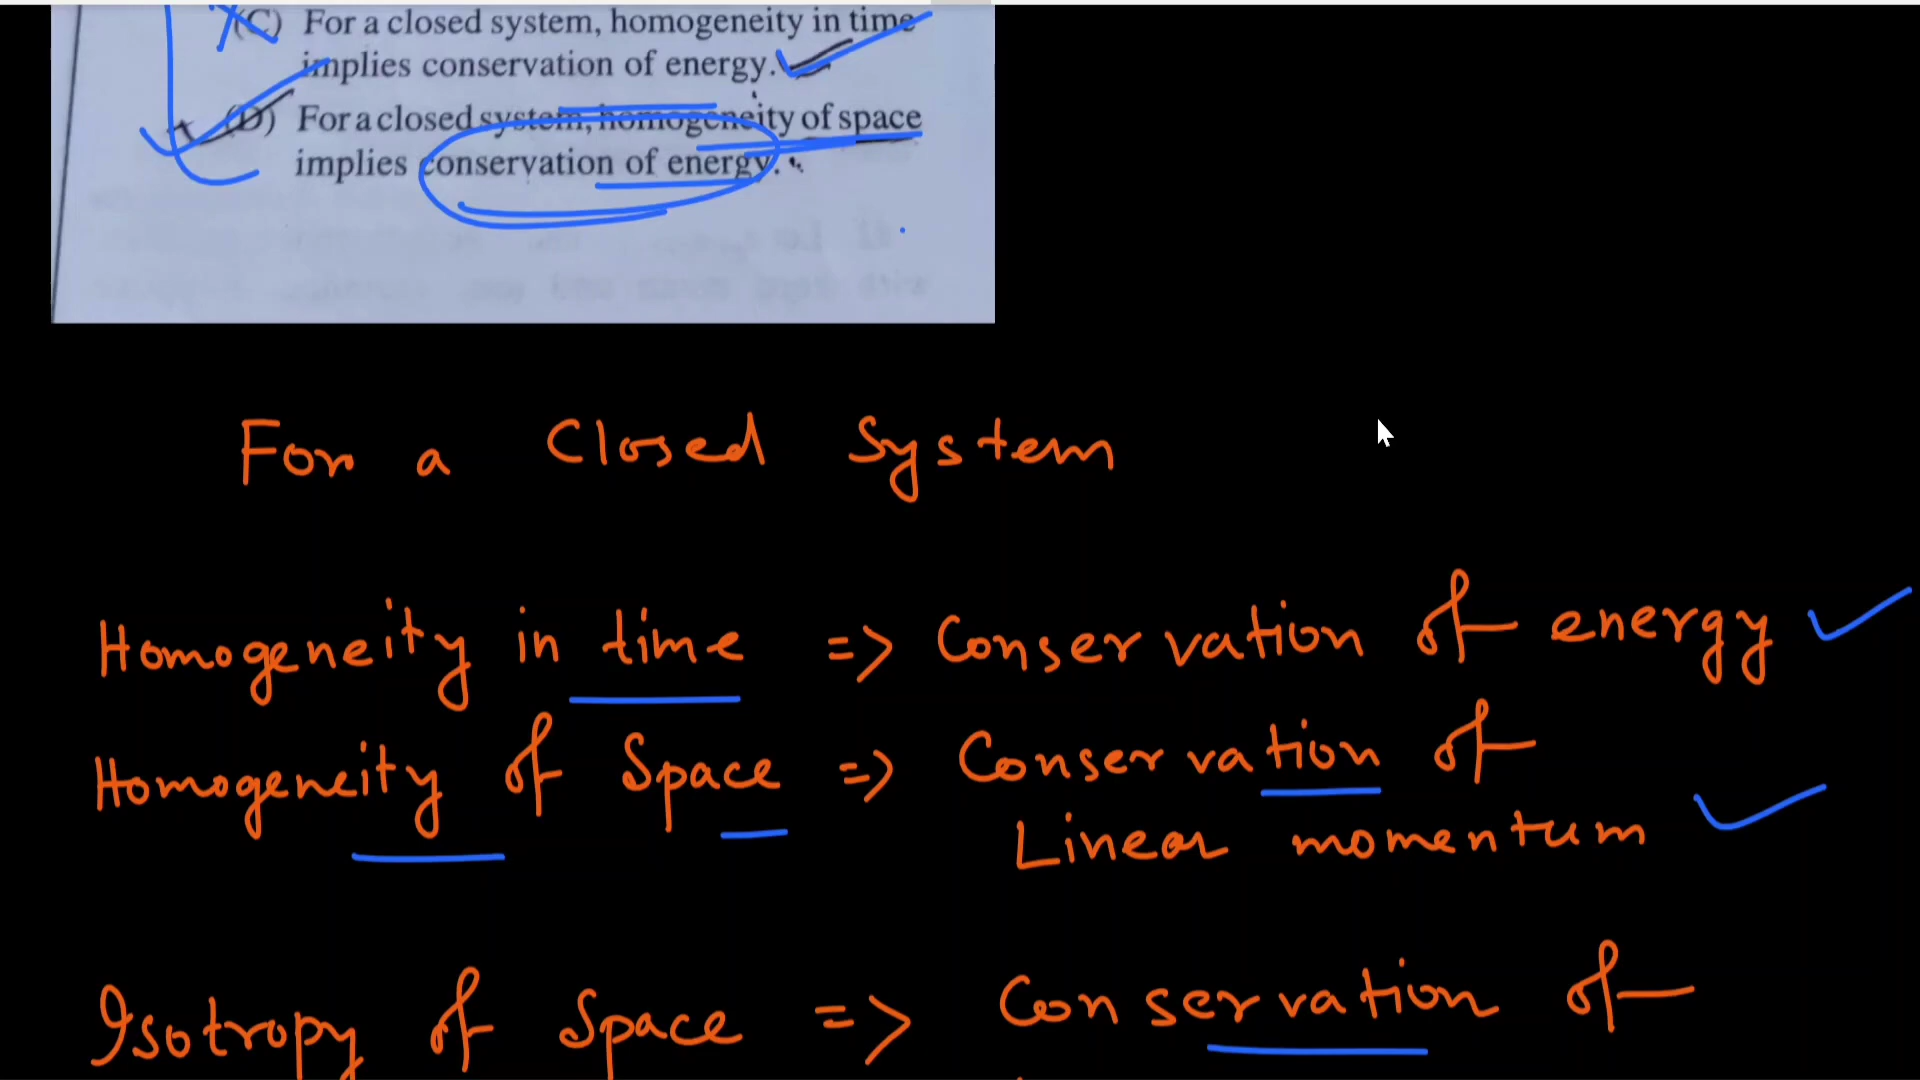 (C) For a closed system, homogeneity in time
implies conservation of energy.
(D) For a closed system, homogeneity of space
implies conservation of energy.
For a Closed System
Homogeneity in time => Conservation of energy
Homogeneity of Space => Conservation of
Linear momentum
Isotropy of Space => Conservation of